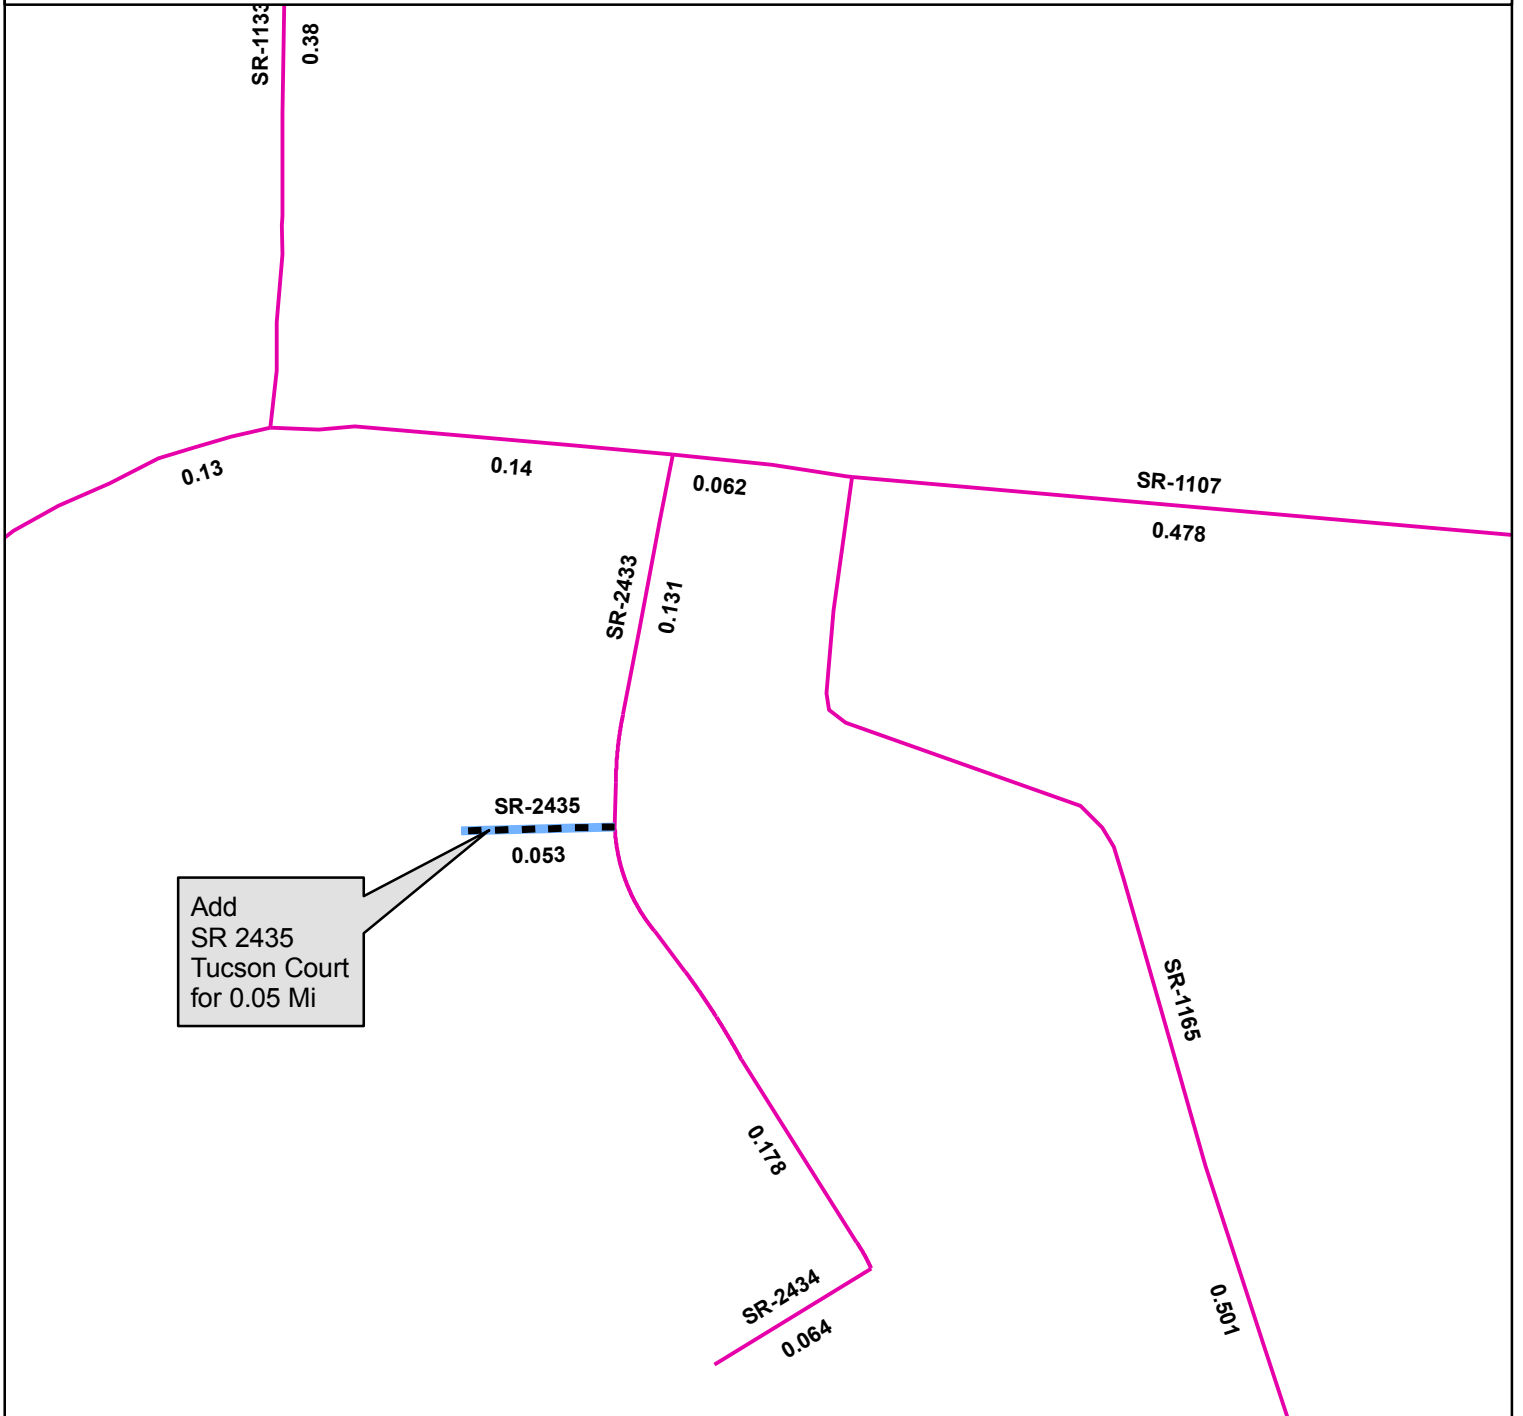 SR-1133
0.38
0.13
0.14
0.062
SR-1107
0.478
SR-2433
0.131
SR-2435
0.053
Add
SR 2435
Tucson Court
for 0.05 Mi
SR-1165
0.178
SR-2434
0.064
0.501